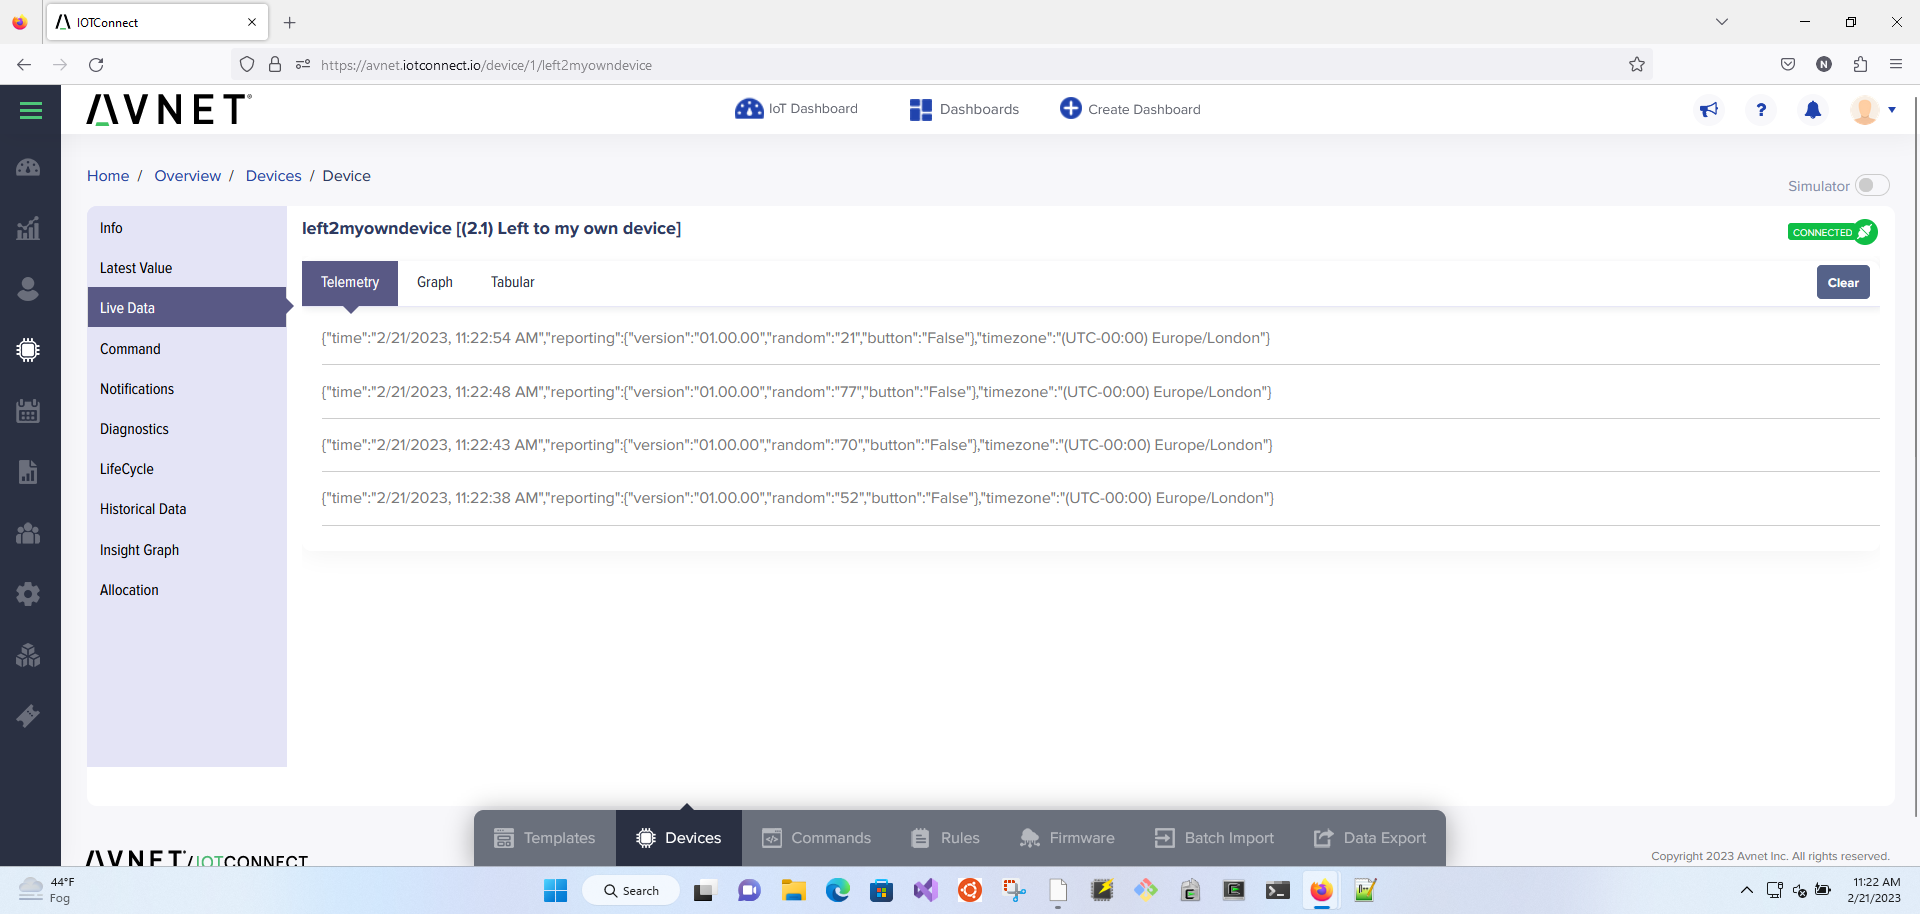 IOTConnect
https://avnet.iotconnect.io/device/1/left2myowndevice
N
AVNET®
IoT Dashboard
Dashboards
Create Dashboard
?
Home / Overview / Devices / Device
Simulator
Info
Latest Value
Live Data
Command
Notifications
Diagnostics
LifeCycle
Historical Data
Insight Graph
Allocation
left2myowndevice [(2.1) Left to my own device]
CONNECTED
Telemetry
Graph
Tabular
Clear
{"time":"2/21/2023, 11:22:54 AM","reporting":{"version":"01.00.00","random":"21","button":"False"},"timezone":"(UTC-00:00) Europe/London"}
{"time":"2/21/2023, 11:22:48 AM","reporting":{"version":"01.00.00","random":"77","button":"False"},"timezone":"(UTC-00:00) Europe/London"}
{"time":"2/21/2023, 11:22:43 AM","reporting":{"version":"01.00.00","random":"70","button":"False"},"timezone":"(UTC-00:00) Europe/London"}
{"time":"2/21/2023, 11:22:38 AM","reporting":{"version":"01.00.00","random":"52","button":"False"},"timezone":"(UTC-00:00) Europe/London"}
Templates
Devices
Commands
Rules
Firmware
Batch Import
Data Export
AVNET®/IOTCONNECT
Copyright 2023 Avnet Inc. All rights reserved.
44°F
Fog
Search
11:22 AM
2/21/2023